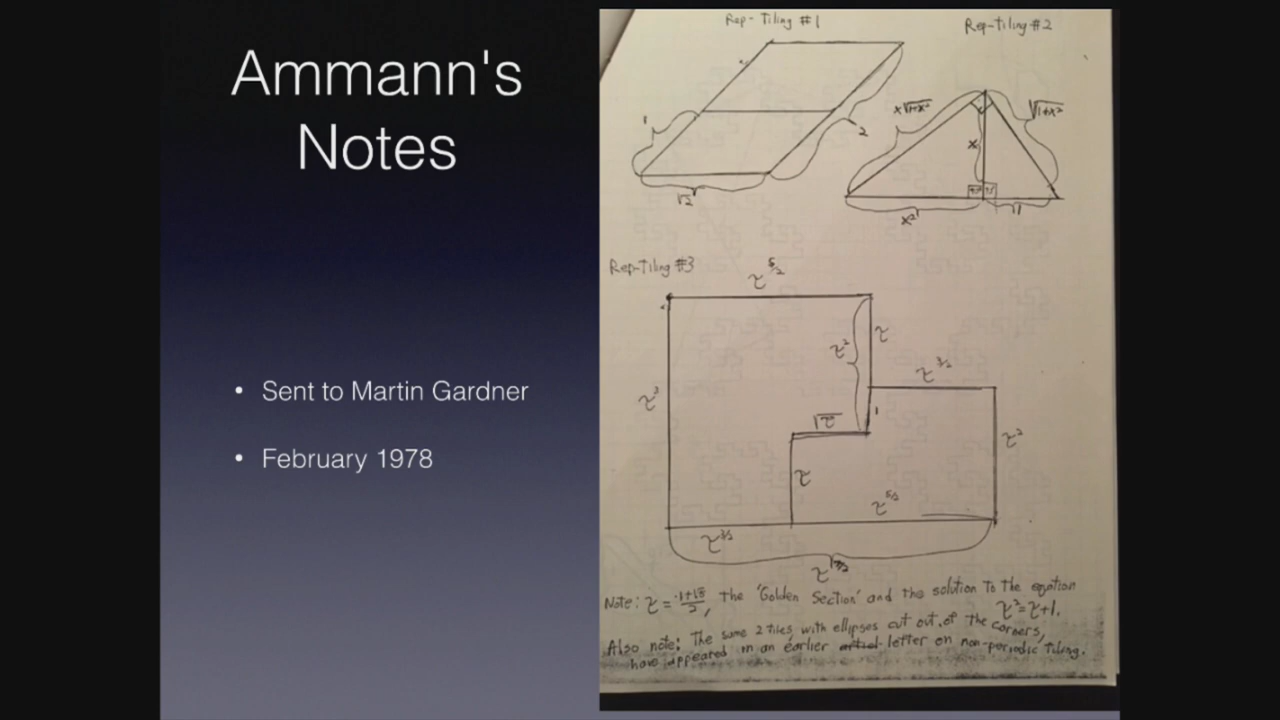 Ammann's
Notes
• Sent to Martin Gardner
• February 1978
Rep-Tiling #1
Rep-Tiling #2
1
2
√2
x√1+x²
√1+x²
x
x²
1
Rep-Tiling #3
τ^5/2
τ
τ²
τ^3/2
τ³
√τ
1
τ²
τ
τ^5/2
τ^3/2
Note: τ = 1+√5/2, the 'Golden Section' and the solution to the equation
τ²=τ+1.
Also note: The same 2 tiles, with ellipses cut out of the corners,
have appeared in an earlier letter on non-periodic tiling.